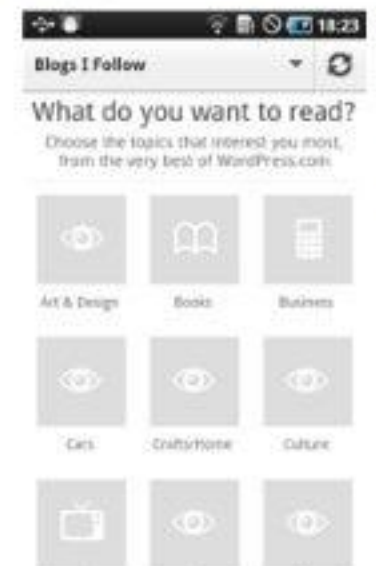 18:23
Blogs I Follow
What do you want to read?
Choose the topics that interest you most,
from the very best of WordPress.com
Art & Design Books Business
Cars Crafts/Home Culture